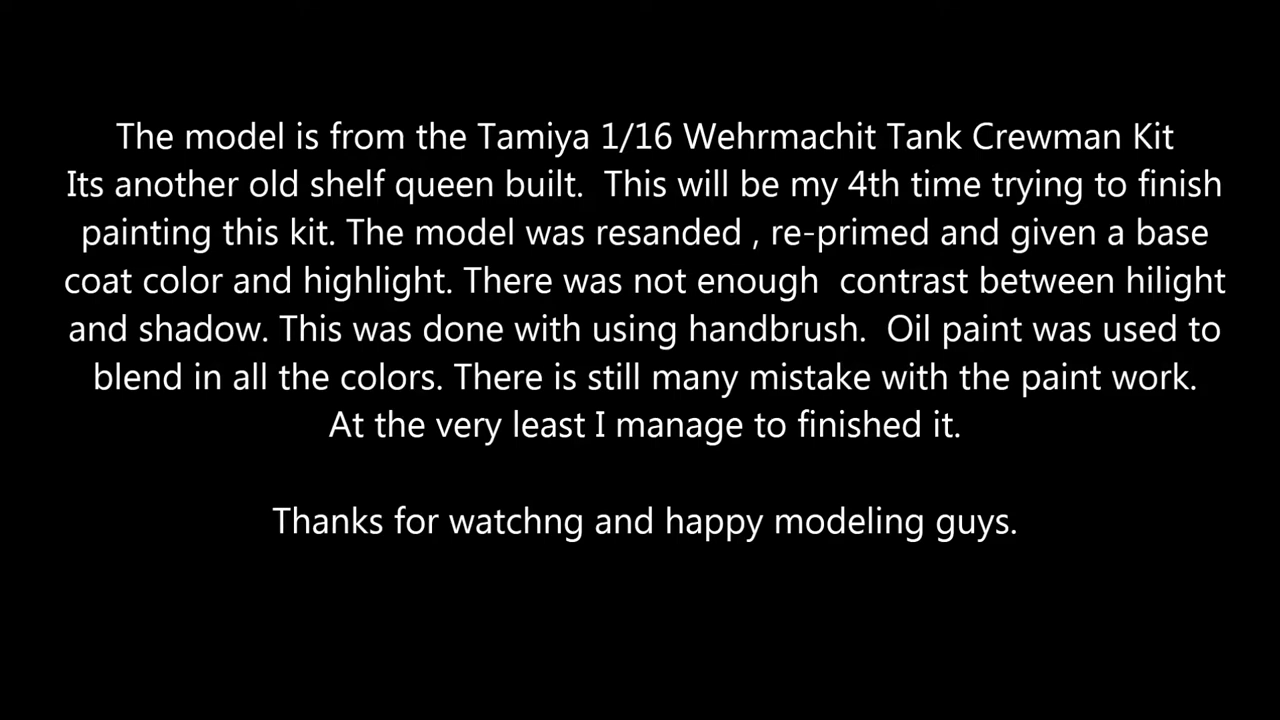 The model is from the Tamiya 1/16 Wehrmachit Tank Crewman Kit
Its another old shelf queen built.  This will be my 4th time trying to finish
painting this kit. The model was resanded , re-primed and given a base
coat color and highlight. There was not enough  contrast between hilight
and shadow. This was done with using handbrush.  Oil paint was used to
blend in all the colors. There is still many mistake with the paint work.
At the very least I manage to finished it.
Thanks for watchng and happy modeling guys.